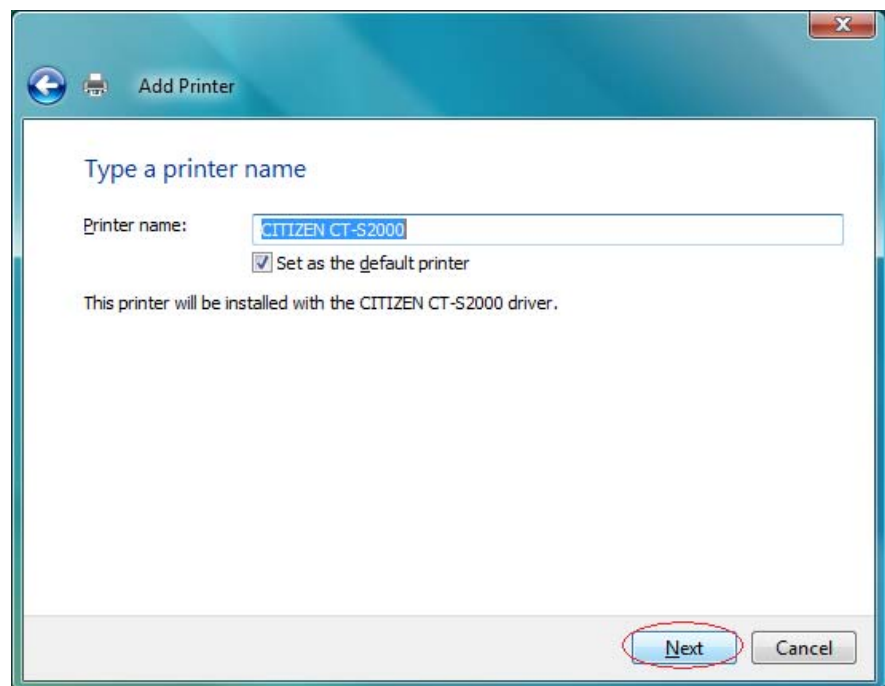 Add Printer
Type a printer name
Printer name: CITIZEN CT-S2000
Set as the default printer
This printer will be installed with the CITIZEN CT-S2000 driver.
Next Cancel